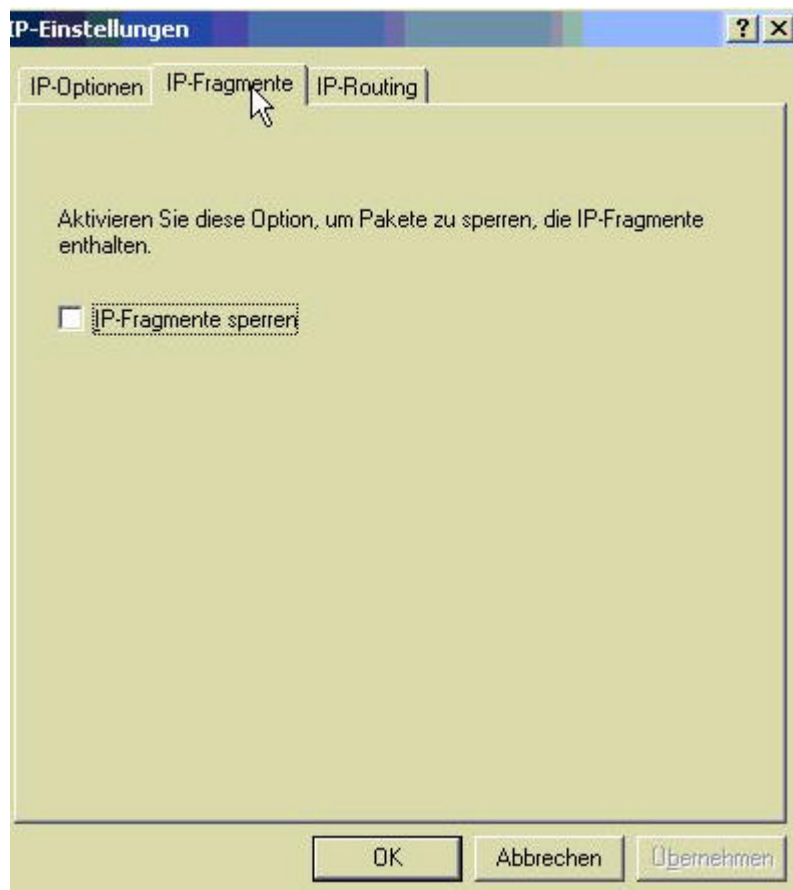 IP-Einstellungen
IP-Optionen IP-Fragmente IP-Routing
Aktivieren Sie diese Option, um Pakete zu sperren, die IP-Fragmente
enthalten.
IP-Fragmente sperren
OK Abbrechen Übernehmen